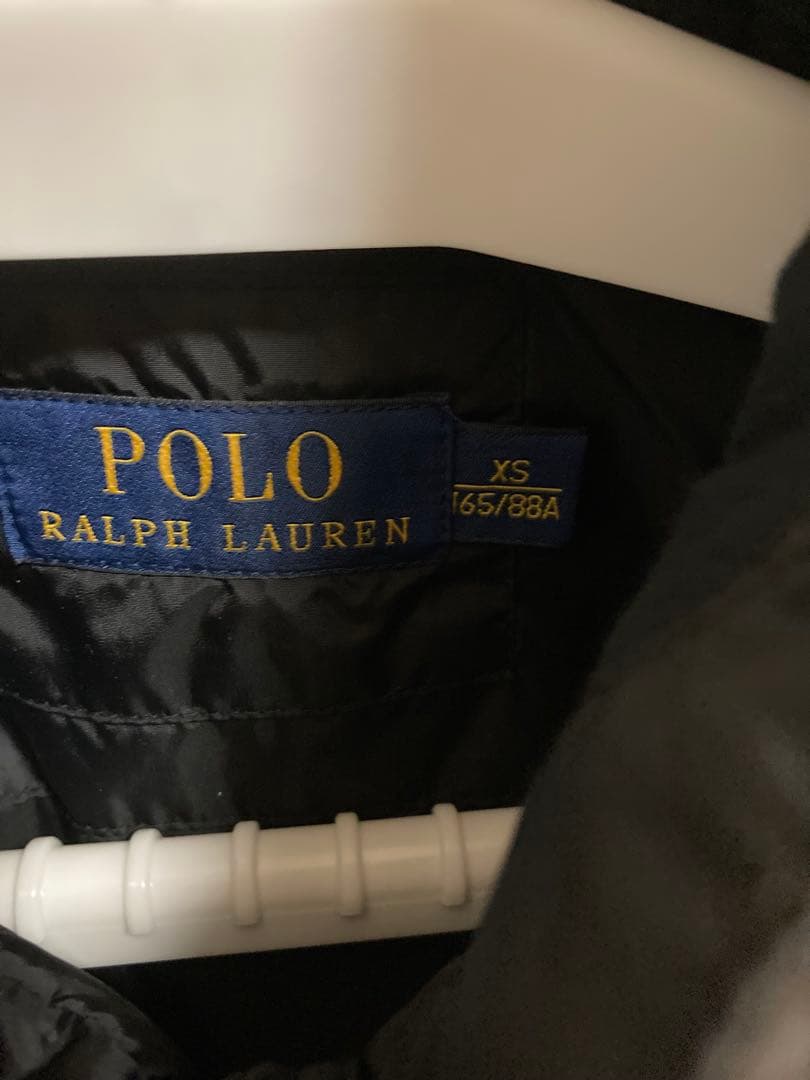 POLO
RALPH LAUREN
XS
165/88A